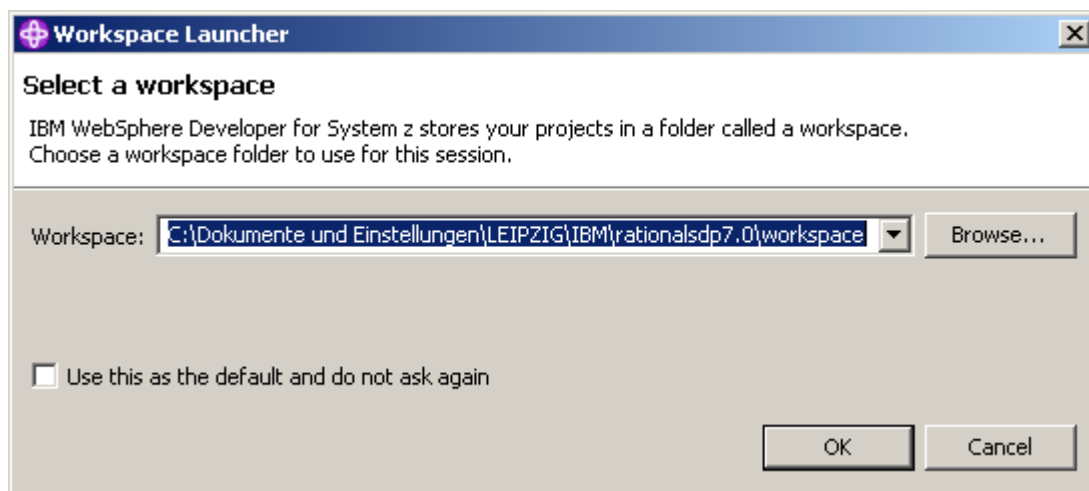 Workspace Launcher
Select a workspace
IBM WebSphere Developer for System z stores your projects in a folder called a workspace.
Choose a workspace folder to use for this session.
Workspace: C:\Dokumente und Einstellungen\LEIPZIG\IBM\rationalsdp7.0\workspace Browse...
Use this as the default and do not ask again
OK Cancel